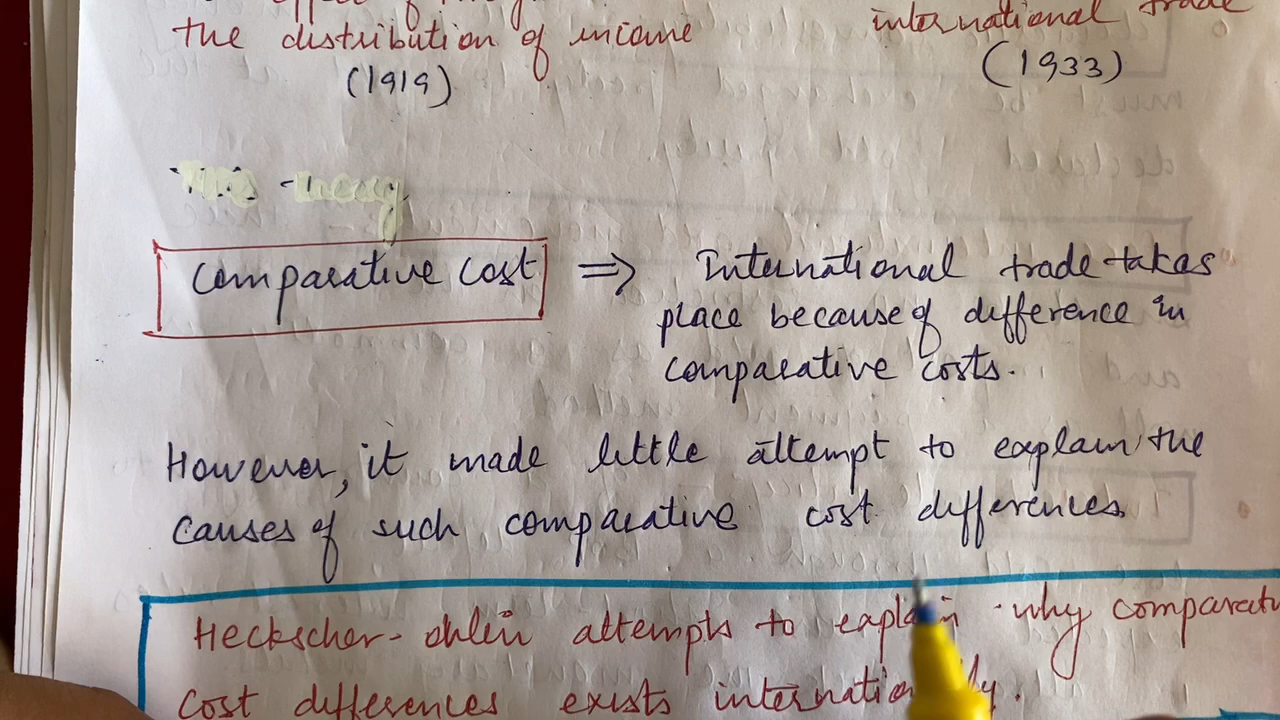 the distribution of income
(1919)
international trade
(1933)
Comparative Cost ⇒ International trade takes
place because of difference in
comparative costs.
However, it made little attempt to explain the
causes of such comparative cost differences
Heckscher-Ohlin attempts to explain why
cost differences exists internationally.